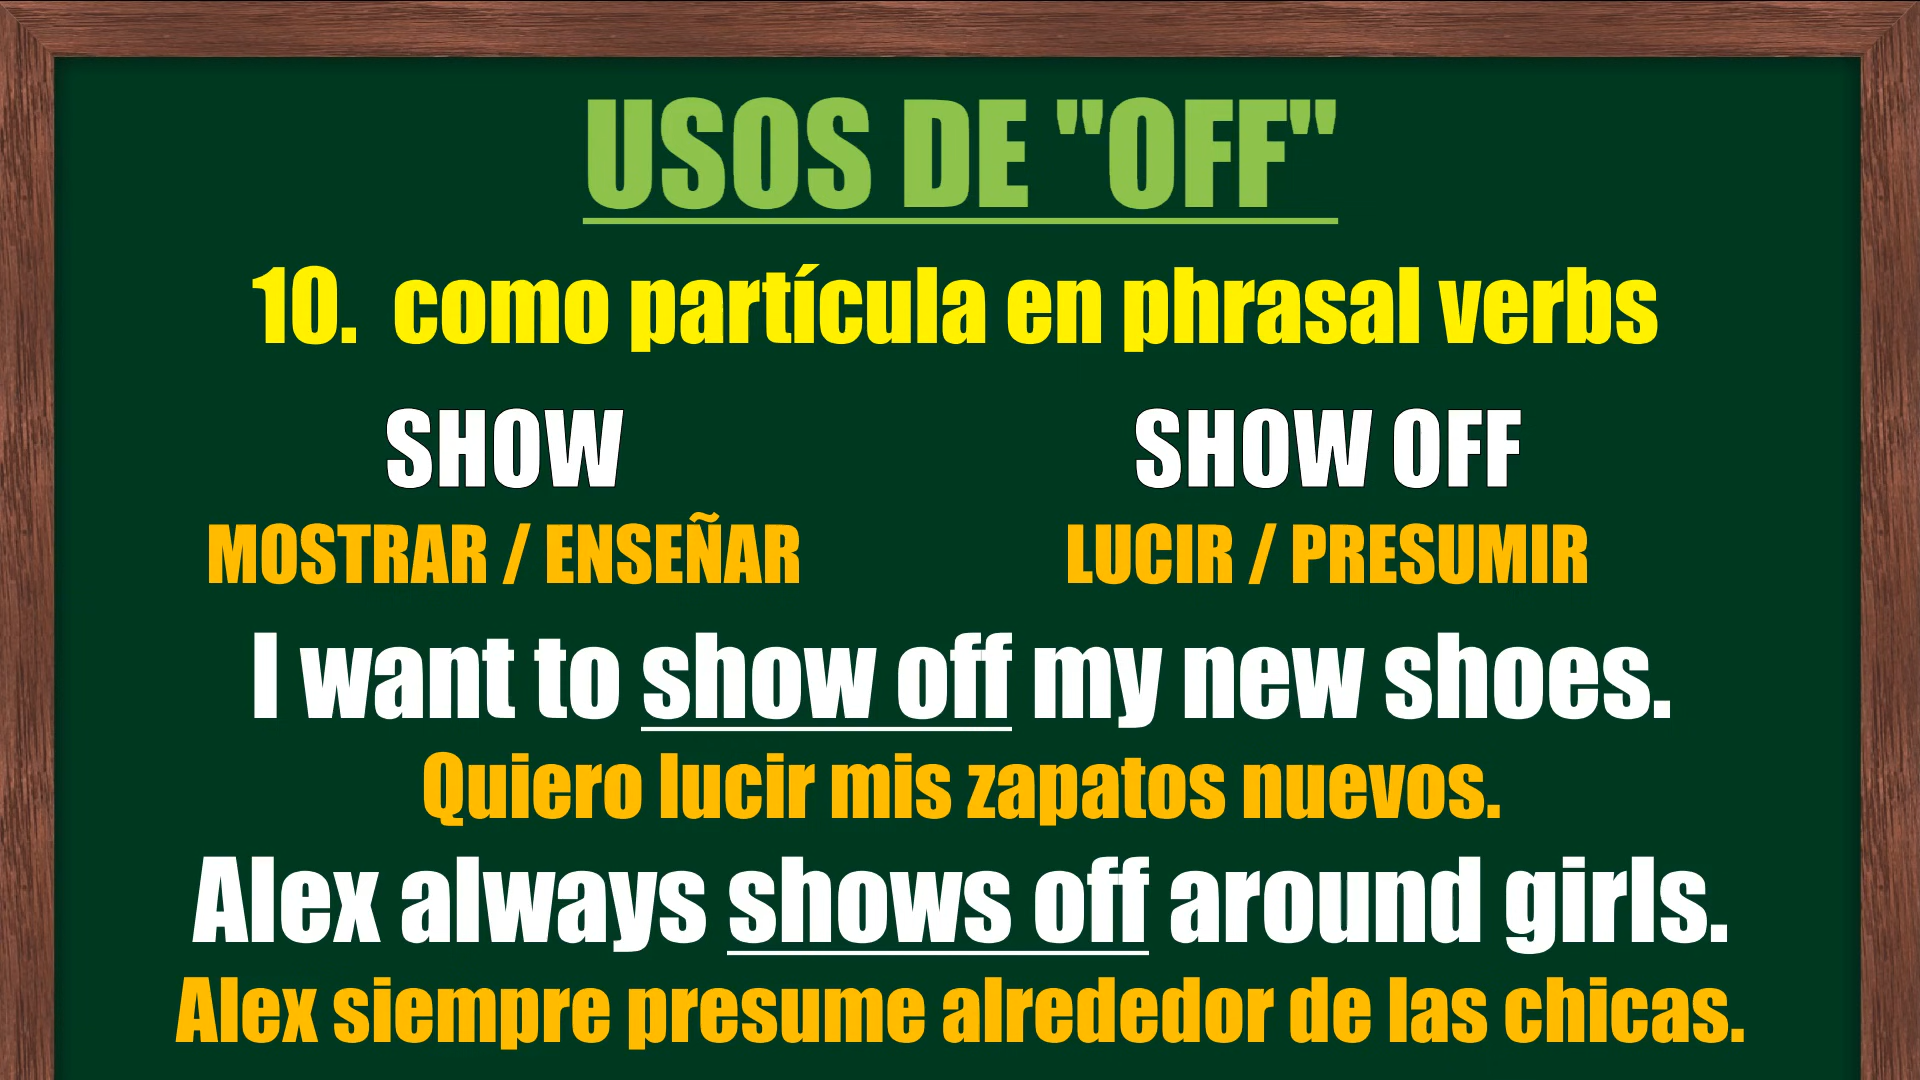 USOS DE "OFF"
10. como partícula en phrasal verbs
SHOW SHOW OFF
MOSTRAR / ENSEÑAR LUCIR / PRESUMIR
I want to show off my new shoes.
Quiero lucir mis zapatos nuevos.
Alex always shows off around girls.
Alex siempre presume alrededor de las chicas.